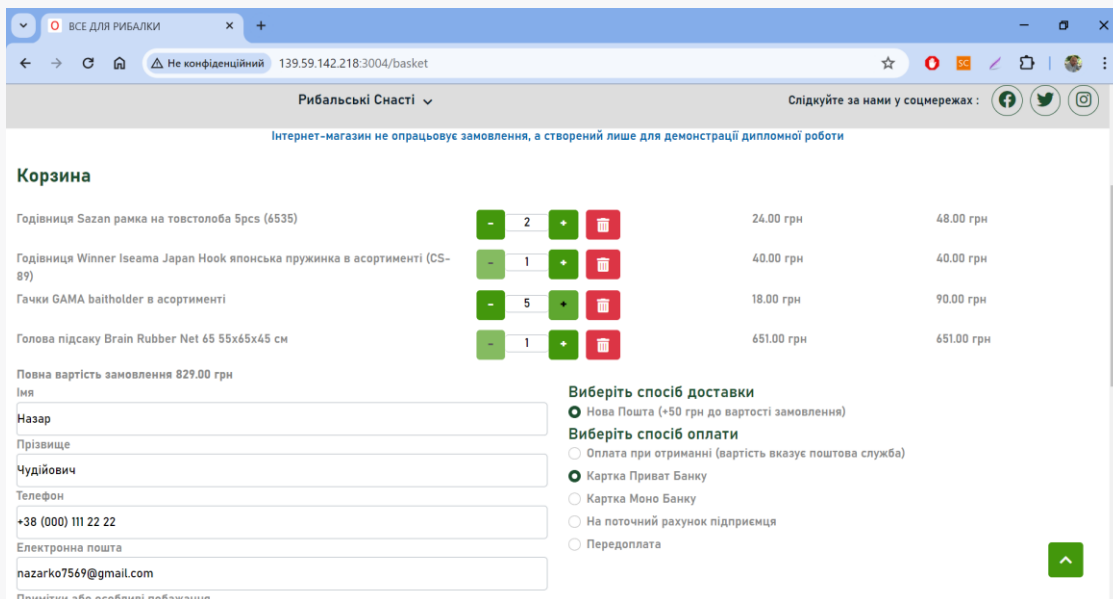 О ВСЕ ДЛЯ РИБАЛКИ
Не конфіденційний 139.59.142.218:3004/basket
SC
Рибальські Снасті
Слідкуйте за нами у соцмережах :
Інтернет-магазин не опрацьовує замовлення, а створений лише для демонстрації дипломної роботи
Корзина
Годівниця Sazan рамка на товстолоба 5pcs (6535) - 2 + 24.00 грн 48.00 грн
Годівниця Winner Iseama Japan Hook японська пружинка в асортименті (CS-
89) - 1 + 40.00 грн 40.00 грн
Гачки GAMA baitholder в асортименті - 5 + 18.00 грн 90.00 грн
Голова підсаку Brain Rubber Net 65 55x65x45 см - 1 + 651.00 грн 651.00 грн
Повна вартість замовлення 829.00 грн
Імя
Назар
Прізвище
Чудійович
Телефон
+38 (000) 111 22 22
Електронна пошта
nazarko7569@gmail.com
Примітки або особливі побажання
Виберіть спосіб доставки
Нова Пошта (+50 грн до вартості замовлення)
Виберіть спосіб оплати
Оплата при отриманні (вартість вказує поштова служба)
Картка Приват Банку
Картка Моно Банку
На поточний рахунок підприємця
Передоплата